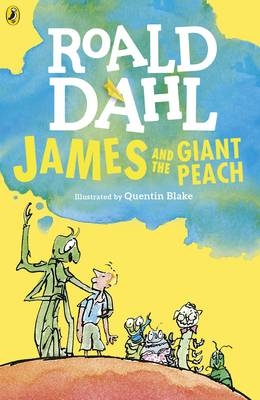 ROALD
DAHL
JAMES AND THE GIANT PEACH
Illustrated by Quentin Blake